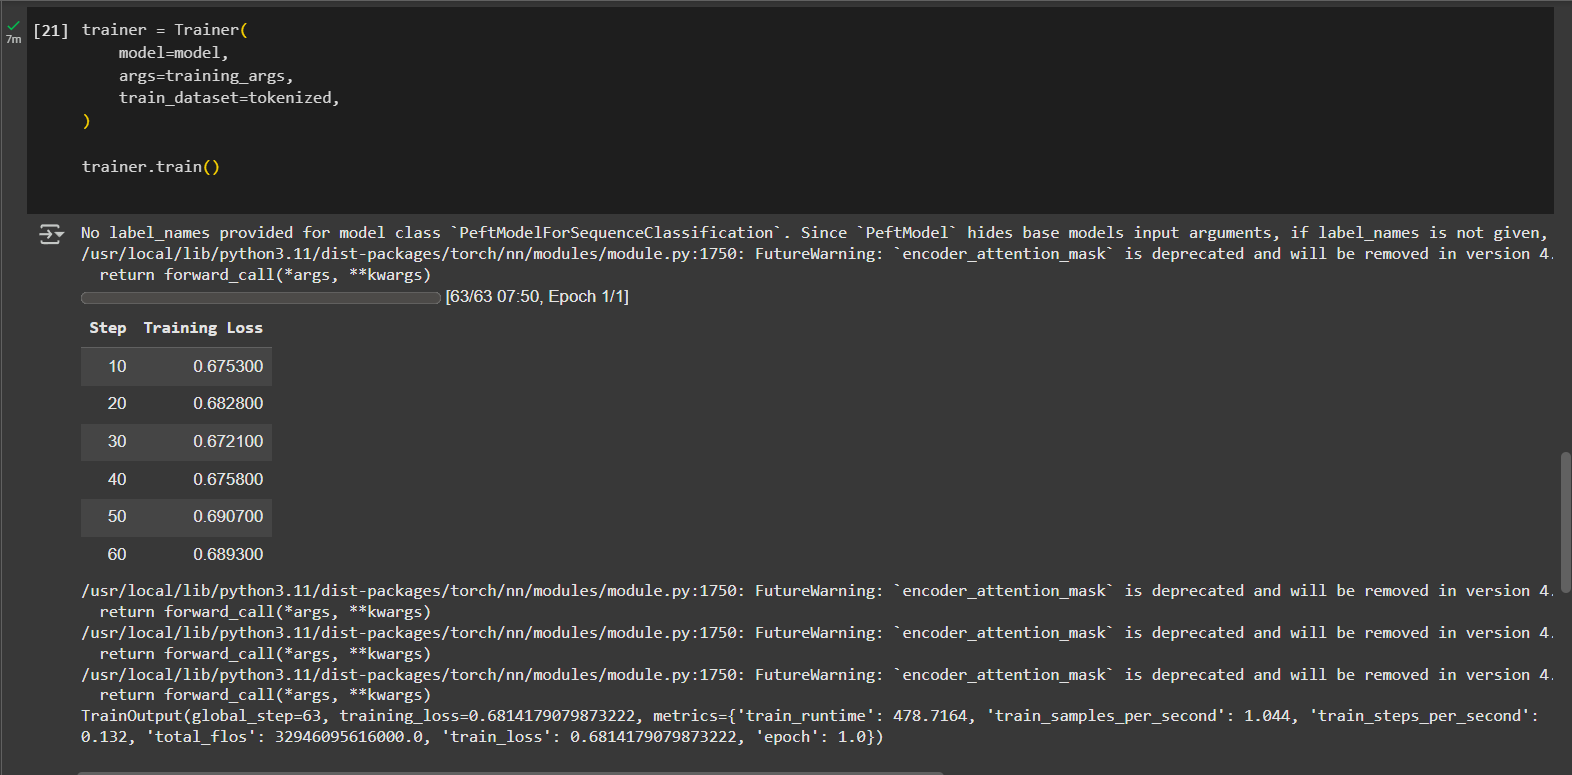 [21] trainer = Trainer(
7m
model=model,
args=training_args,
train_dataset=tokenized,
)
trainer.train()
No label_names provided for model class `PeftModelForSequenceClassification`. Since `PeftModel` hides base models input arguments, if label_names is not given,
/usr/local/lib/python3.11/dist-packages/torch/nn/modules/module.py:1750: FutureWarning: `encoder_attention_mask` is deprecated and will be removed in version 4.
return forward_call(*args, **kwargs)
[63/63 07:50, Epoch 1/1]
Step Training Loss
10 0.675300
20 0.682800
30 0.672100
40 0.675800
50 0.690700
60 0.689300
/usr/local/lib/python3.11/dist-packages/torch/nn/modules/module.py:1750: FutureWarning: `encoder_attention_mask` is deprecated and will be removed in version 4.
return forward_call(*args, **kwargs)
/usr/local/lib/python3.11/dist-packages/torch/nn/modules/module.py:1750: FutureWarning: `encoder_attention_mask` is deprecated and will be removed in version 4.
return forward_call(*args, **kwargs)
/usr/local/lib/python3.11/dist-packages/torch/nn/modules/module.py:1750: FutureWarning: `encoder_attention_mask` is deprecated and will be removed in version 4.
return forward_call(*args, **kwargs)
TrainOutput(global_step=63, training_loss=0.6814179079873222, metrics={'train_runtime': 478.7164, 'train_samples_per_second': 1.044, 'train_steps_per_second':
0.132, 'total_flos': 32946095616000.0, 'train_loss': 0.6814179079873222, 'epoch': 1.0})